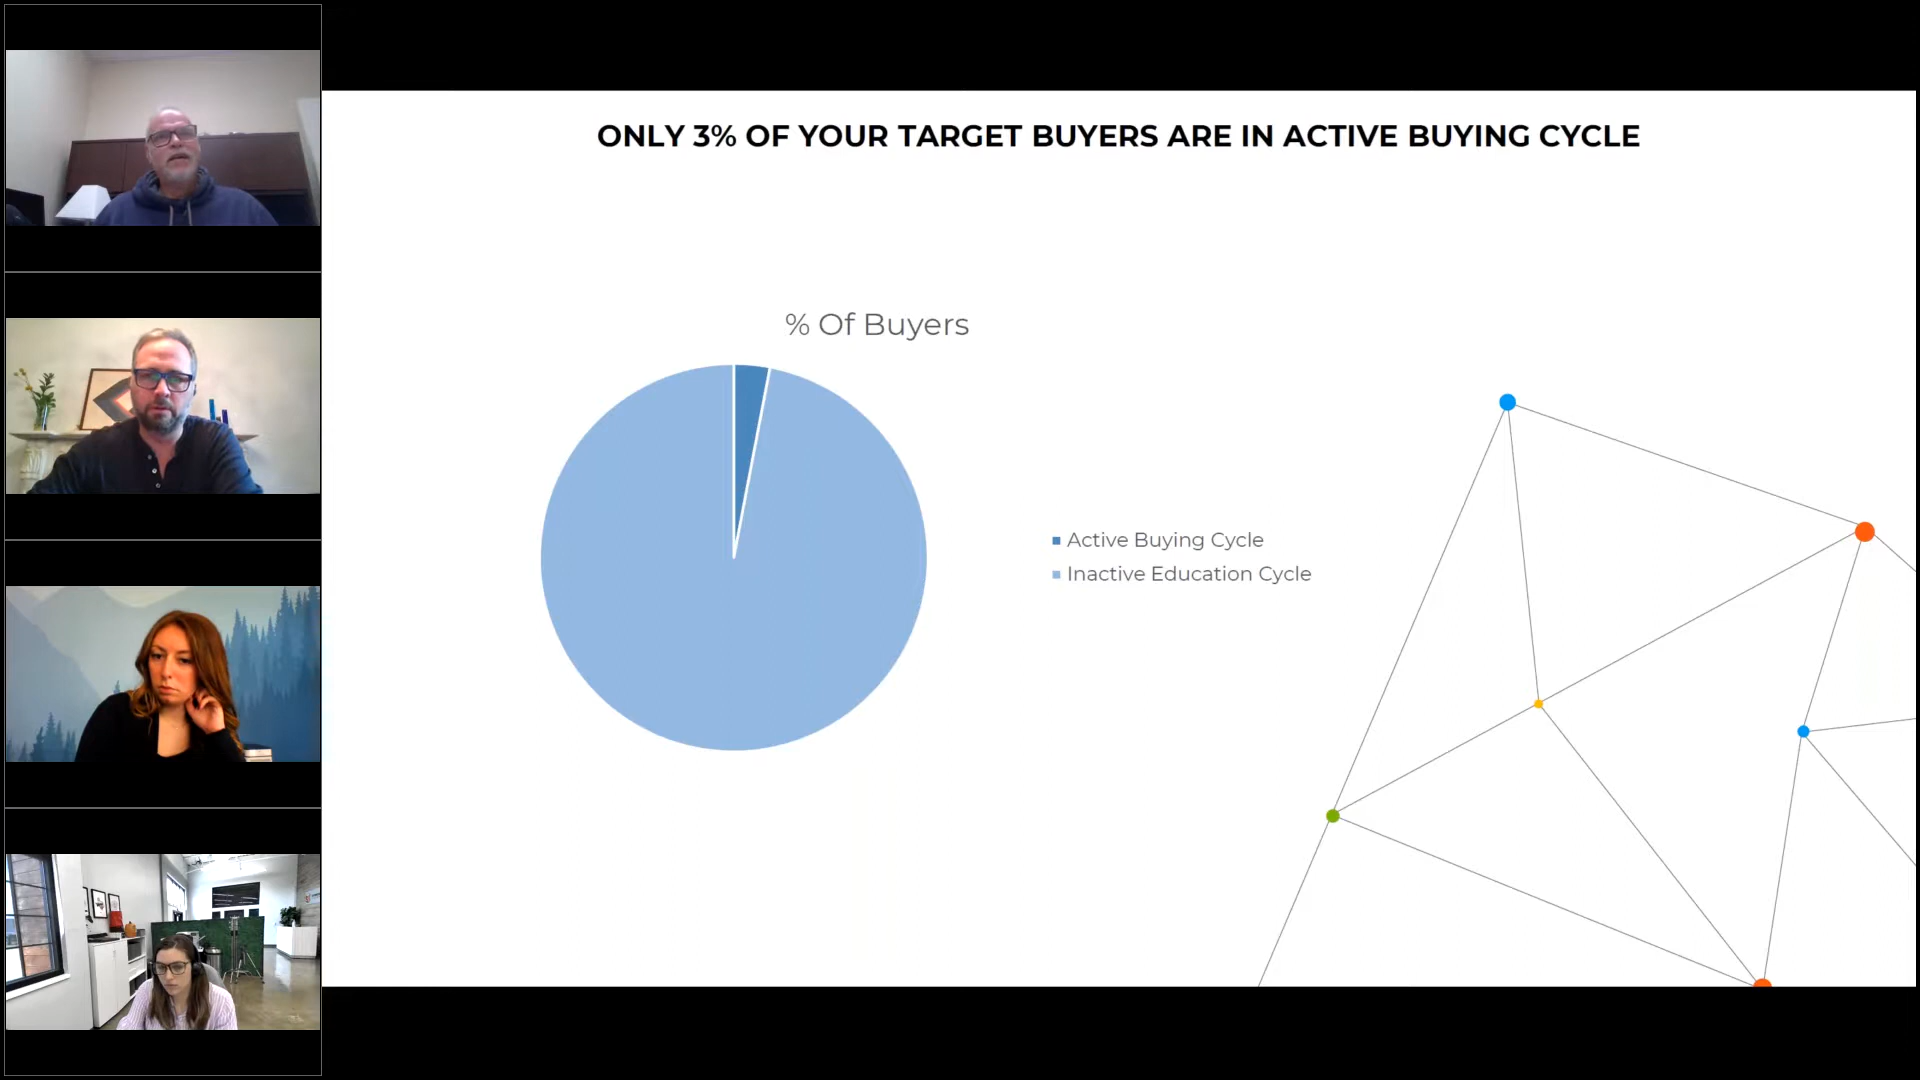 ONLY 3% OF YOUR TARGET BUYERS ARE IN ACTIVE BUYING CYCLE
% Of Buyers
Active Buying Cycle
Inactive Education Cycle